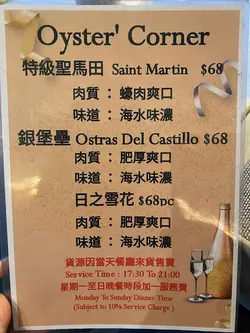 Oyster' Corner
特級聖馬田 Saint Martin $68
肉質 : 蠔肉爽口
味道 : 海水味濃
銀堡壘 Ostras Del Castillo $68
肉質 : 肥厚爽口
味道 : 海水味濃
日之雪花 $68pc
肉質 : 肥厚爽口
味道 : 海水味濃
貨源因當天餐廳來貨售賣
Service Time : 17:30 To 21:00
星期一至日晚餐時段加一服務費
Monday To Sunday Dinner Time
(Subject to 10% Service Charge )